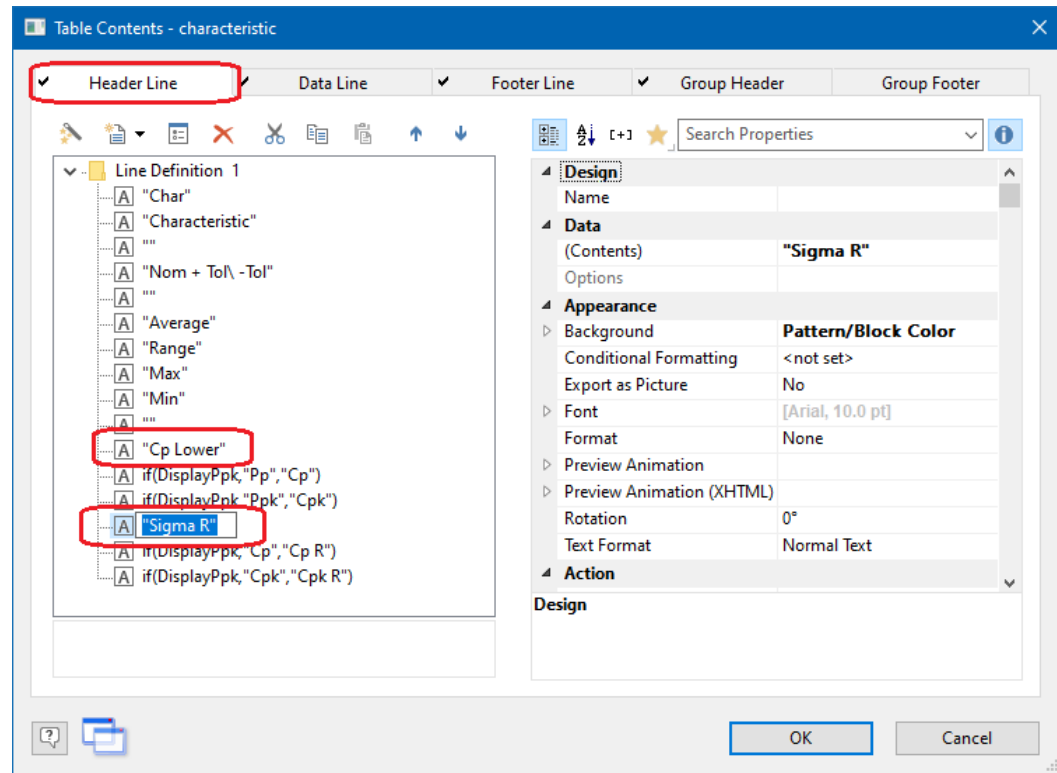 Table Contents - characteristic
Header Line
Data Line
Footer Line
Group Header
Group Footer
Search Properties
Line Definition 1
A "Char"
A "Characteristic"
A ""
A "Nom + Tol\ -Tol"
A ""
A "Average"
A "Range"
A "Max"
A "Min"
A ""
A "Cp Lower"
A if(DisplayPpk,"Pp","Cp")
A if(DisplayPpk,"Ppk","Cpk")
A "Sigma R"
A if(DisplayPpk,"Cp","Cp R")
A if(DisplayPpk,"Cpk","Cpk R")
Design
Name
Data
(Contents) "Sigma R"
Options
Appearance
Background Pattern/Block Color
Conditional Formatting <not set>
Export as Picture No
Font [Arial, 10.0 pt]
Format None
Preview Animation
Preview Animation (XHTML)
Rotation 0°
Text Format Normal Text
Action
Design
OK
Cancel